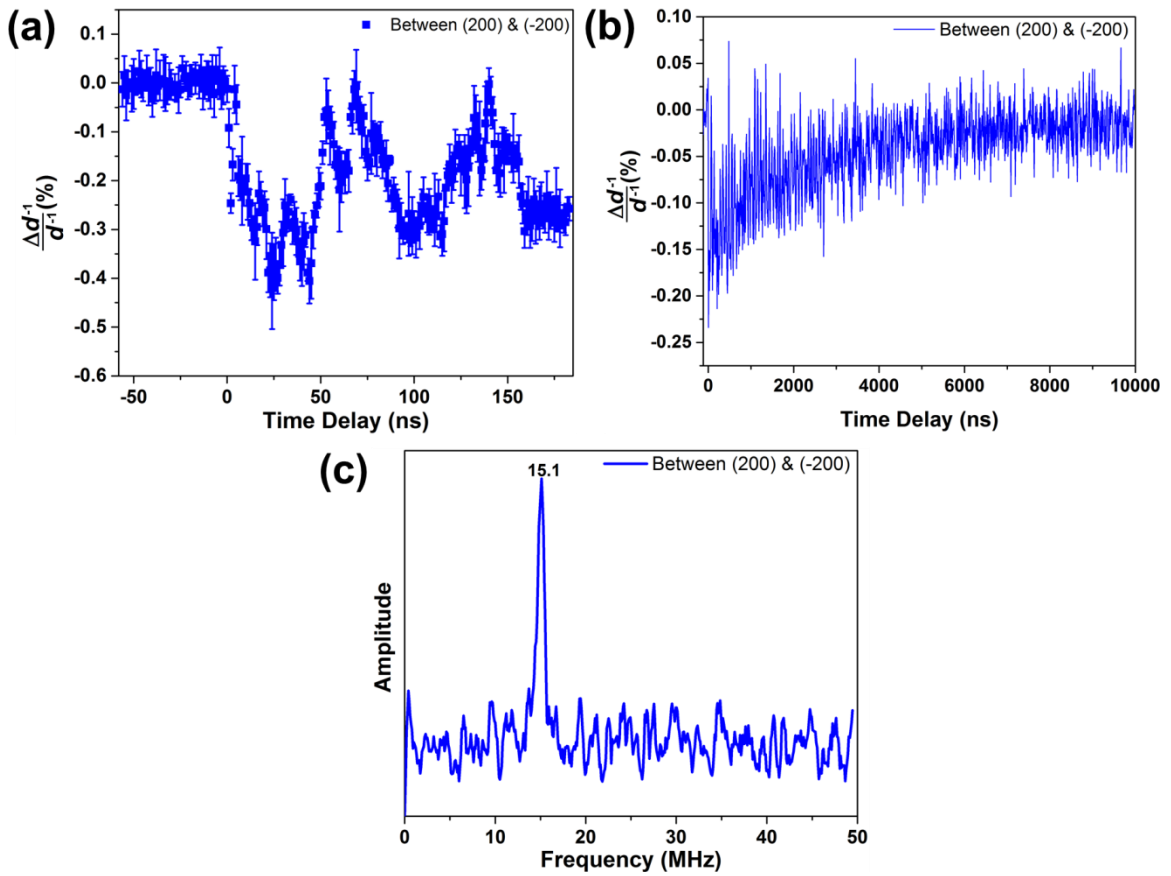 (a)
Between (200) & (-200)
0.1
0.0
-0.1
-0.2
-0.3
-0.4
-0.5
-0.6
Δd⁻¹
d⁻¹ (%)
-50 0 50 100 150
Time Delay (ns)
(b)
Between (200) & (-200)
0.10
0.05
0.00
-0.05
-0.10
-0.15
-0.20
-0.25
Δd⁻¹
d⁻¹ (%)
0 2000 4000 6000 8000 10000
Time Delay (ns)
(c)
Between (200) & (-200)
15.1
Amplitude
0 10 20 30 40 50
Frequency (MHz)